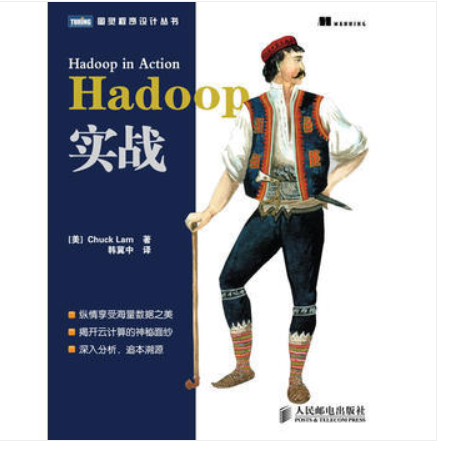 TURING 图灵程序设计丛书
MANNING
Hadoop in Action
Hadoop
实战
[美] Chuck Lam 著
韩冀中 译
纵情享受海量数据之美
揭开云计算的神秘面纱
深入分析，追本溯源
人民邮电出版社
POSTS & TELECOM PRESS